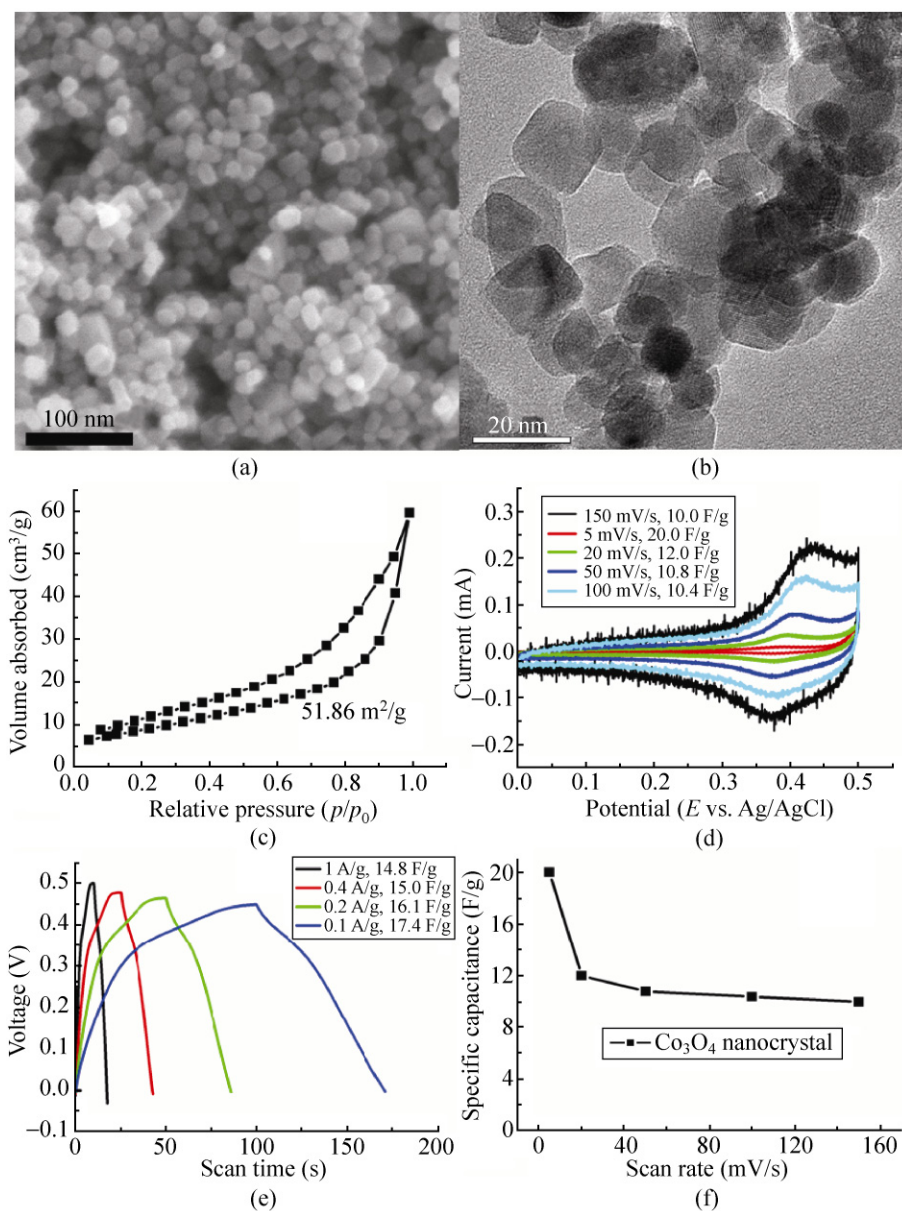 100 nm
20 nm
(a)
(b)
Volume absorbed (cm³/g)
60
50
40
30
20
10
0
51.86 m²/g
0.0 0.2 0.4 0.6 0.8 1.0
Relative pressure (p/p₀)
(c)
Current (mA)
0.3
0.2
0.1
0.0
−0.1
−0.2
150 mV/s, 10.0 F/g
5 mV/s, 20.0 F/g
20 mV/s, 12.0 F/g
50 mV/s, 10.8 F/g
100 mV/s, 10.4 F/g
0.0 0.1 0.2 0.3 0.4 0.5
Potential (E vs. Ag/AgCl)
(d)
Voltage (V)
0.5
0.4
0.3
0.2
0.1
0.0
−0.1
1 A/g, 14.8 F/g
0.4 A/g, 15.0 F/g
0.2 A/g, 16.1 F/g
0.1 A/g, 17.4 F/g
0 50 100 150 200
Scan time (s)
(e)
Specific capacitance (F/g)
20
16
12
8
4
0
Co₃O₄ nanocrystal
0 40 80 120 160
Scan rate (mV/s)
(f)